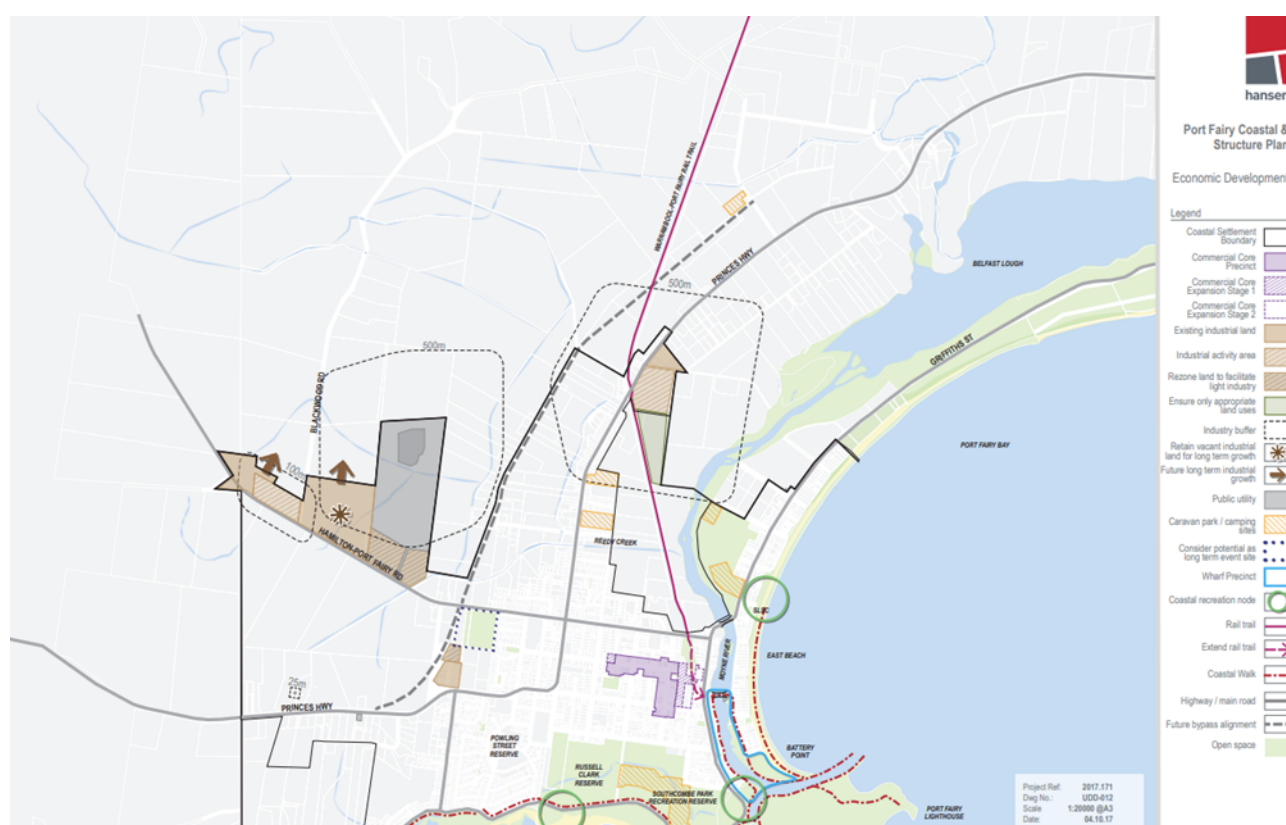 WARRNAMBOOL-PORT FAIRY RAIL TRAIL
PRINCES HWY
BELFAST LOUGH
500m
GRIFFITHS ST
500m
BLACKWOOD RD
PORT FAIRY BAY
100m
HAMILTON-PORT FAIRY RD
REEDY CREEK
SLSC
EAST BEACH
MOYNE RIVER
25m
PRINCES HWY
POWLING
STREET
RESERVE
RUSSELL
CLARK
RESERVE
BATTERY
POINT
SOUTHCOMBE PARK
RECREATION RESERVE
PORT FAIRY
LIGHTHOUSE
Project Ref: 2017.171
Dwg No.: UDD-012
Scale 1:20000 @A3
Date: 04.10.17
hansen
Port Fairy Coastal &
Structure Plan
Economic Development
Legend
Coastal Settlement
Boundary
Commercial Core
Precinct
Commercial Core
Expansion Stage 1
Commercial Core
Expansion Stage 2
Existing industrial land
Industrial activity area
Rezone land to facilitate
light industry
Ensure only appropriate
land uses
Industry buffer
Retain vacant industrial
land for long term growth
Future long term industrial
growth
Public utility
Caravan park / camping
sites
Consider potential as
long term event site
Wharf Precinct
Coastal recreation node
Rail trail
Extend rail trail
Coastal Walk
Highway / main road
Future bypass alignment
Open space